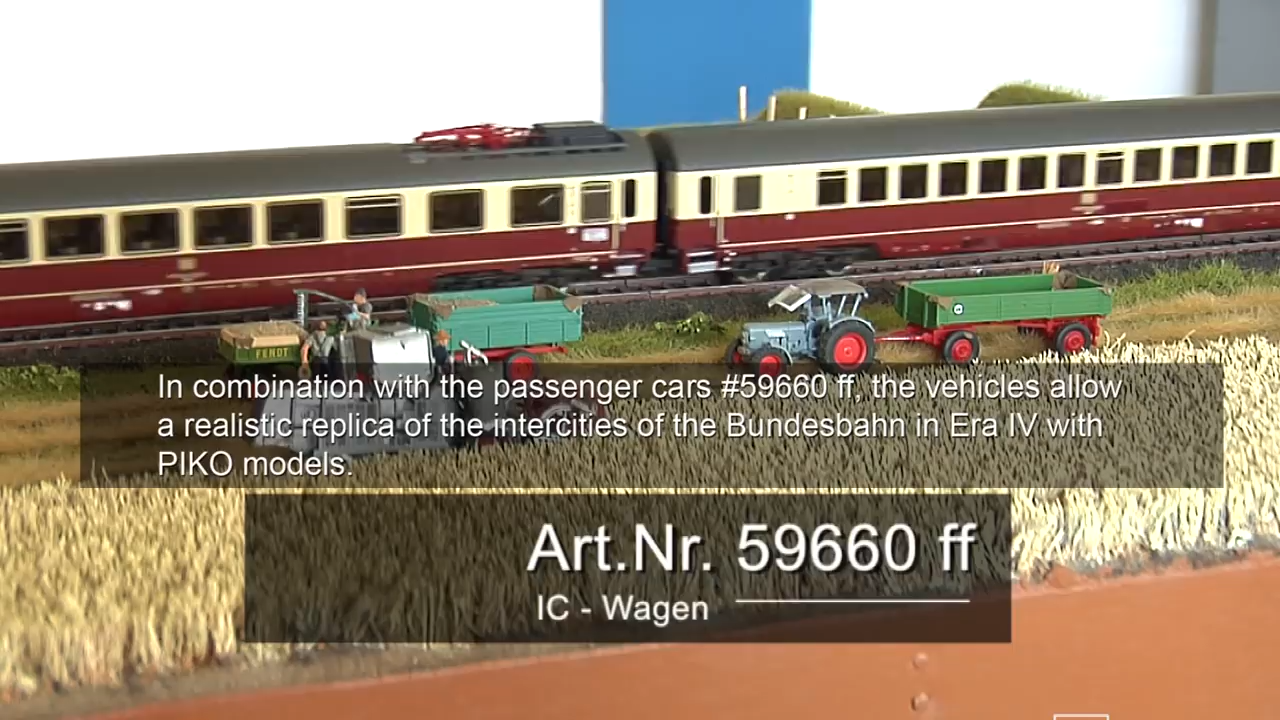 FENDT
In combination with the passenger cars #59660 ff, the vehicles allow
a realistic replica of the intercities of the Bundesbahn in Era IV with
PIKO models.
Art.Nr. 59660 ff
IC - Wagen